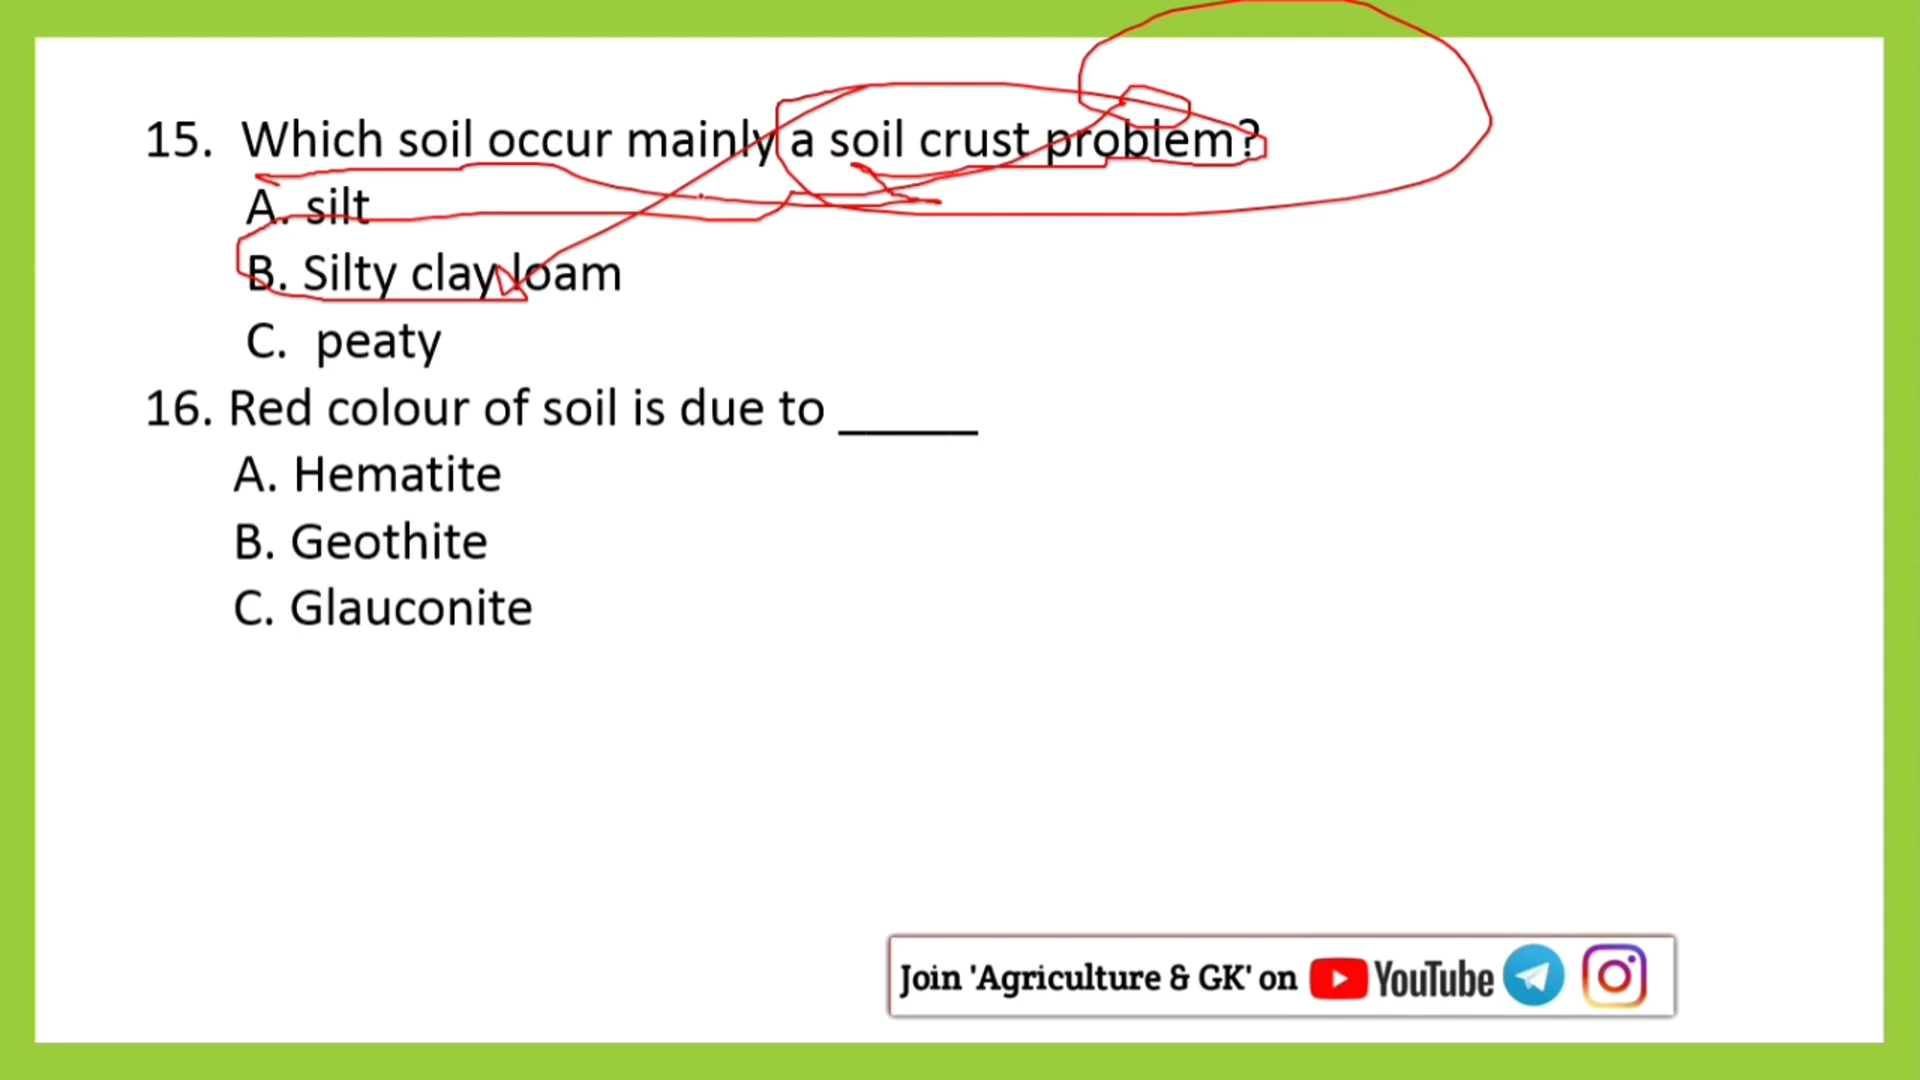 15. Which soil occur mainly a soil crust problem?
A. silt
B. Silty clay loam
C. peaty
16. Red colour of soil is due to ______
A. Hematite
B. Geothite
C. Glauconite
Join 'Agriculture & GK' on YouTube